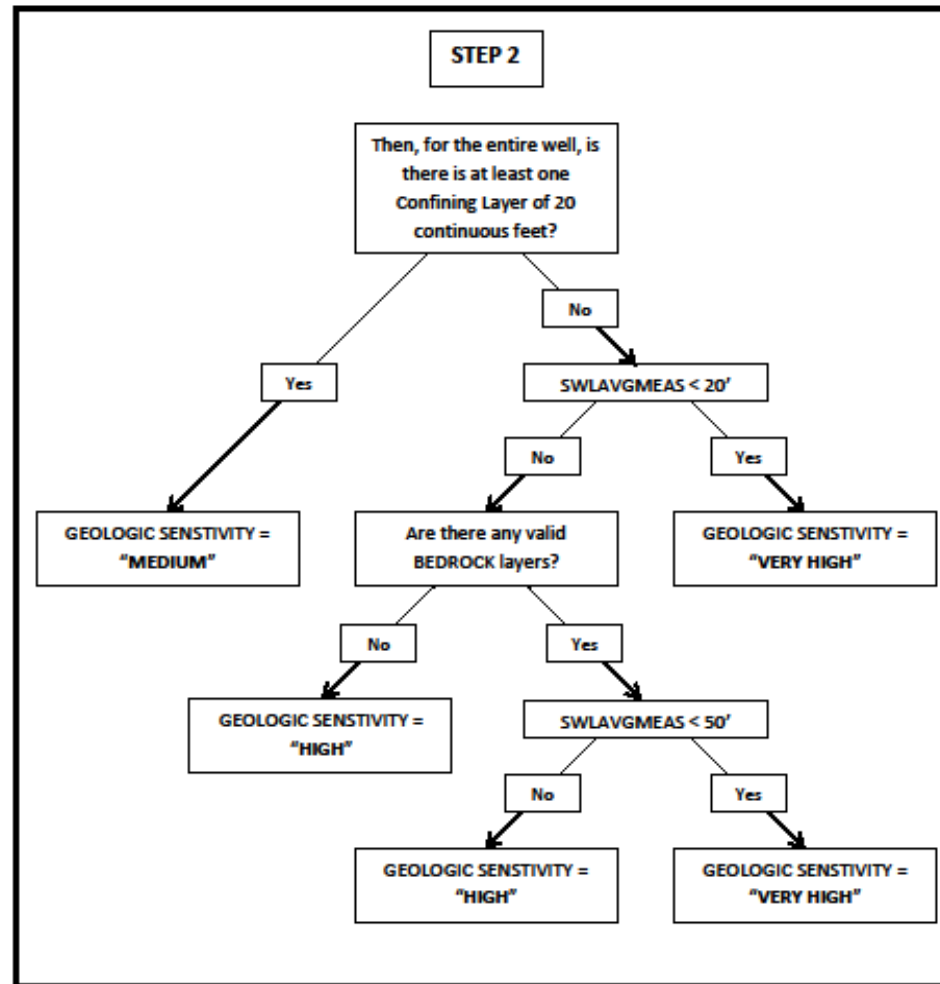 STEP 2
Then, for the entire well, is
there is at least one
Confining Layer of 20
continuous feet?
No
Yes
SWLAVGMEAS < 20'
No
Yes
GEOLOGIC SENSTIVITY =
"MEDIUM"
Are there any valid
BEDROCK layers?
GEOLOGIC SENSTIVITY =
"VERY HIGH"
No
Yes
GEOLOGIC SENSTIVITY =
"HIGH"
SWLAVGMEAS < 50'
No
Yes
GEOLOGIC SENSTIVITY =
"HIGH"
GEOLOGIC SENSTIVITY =
"VERY HIGH"